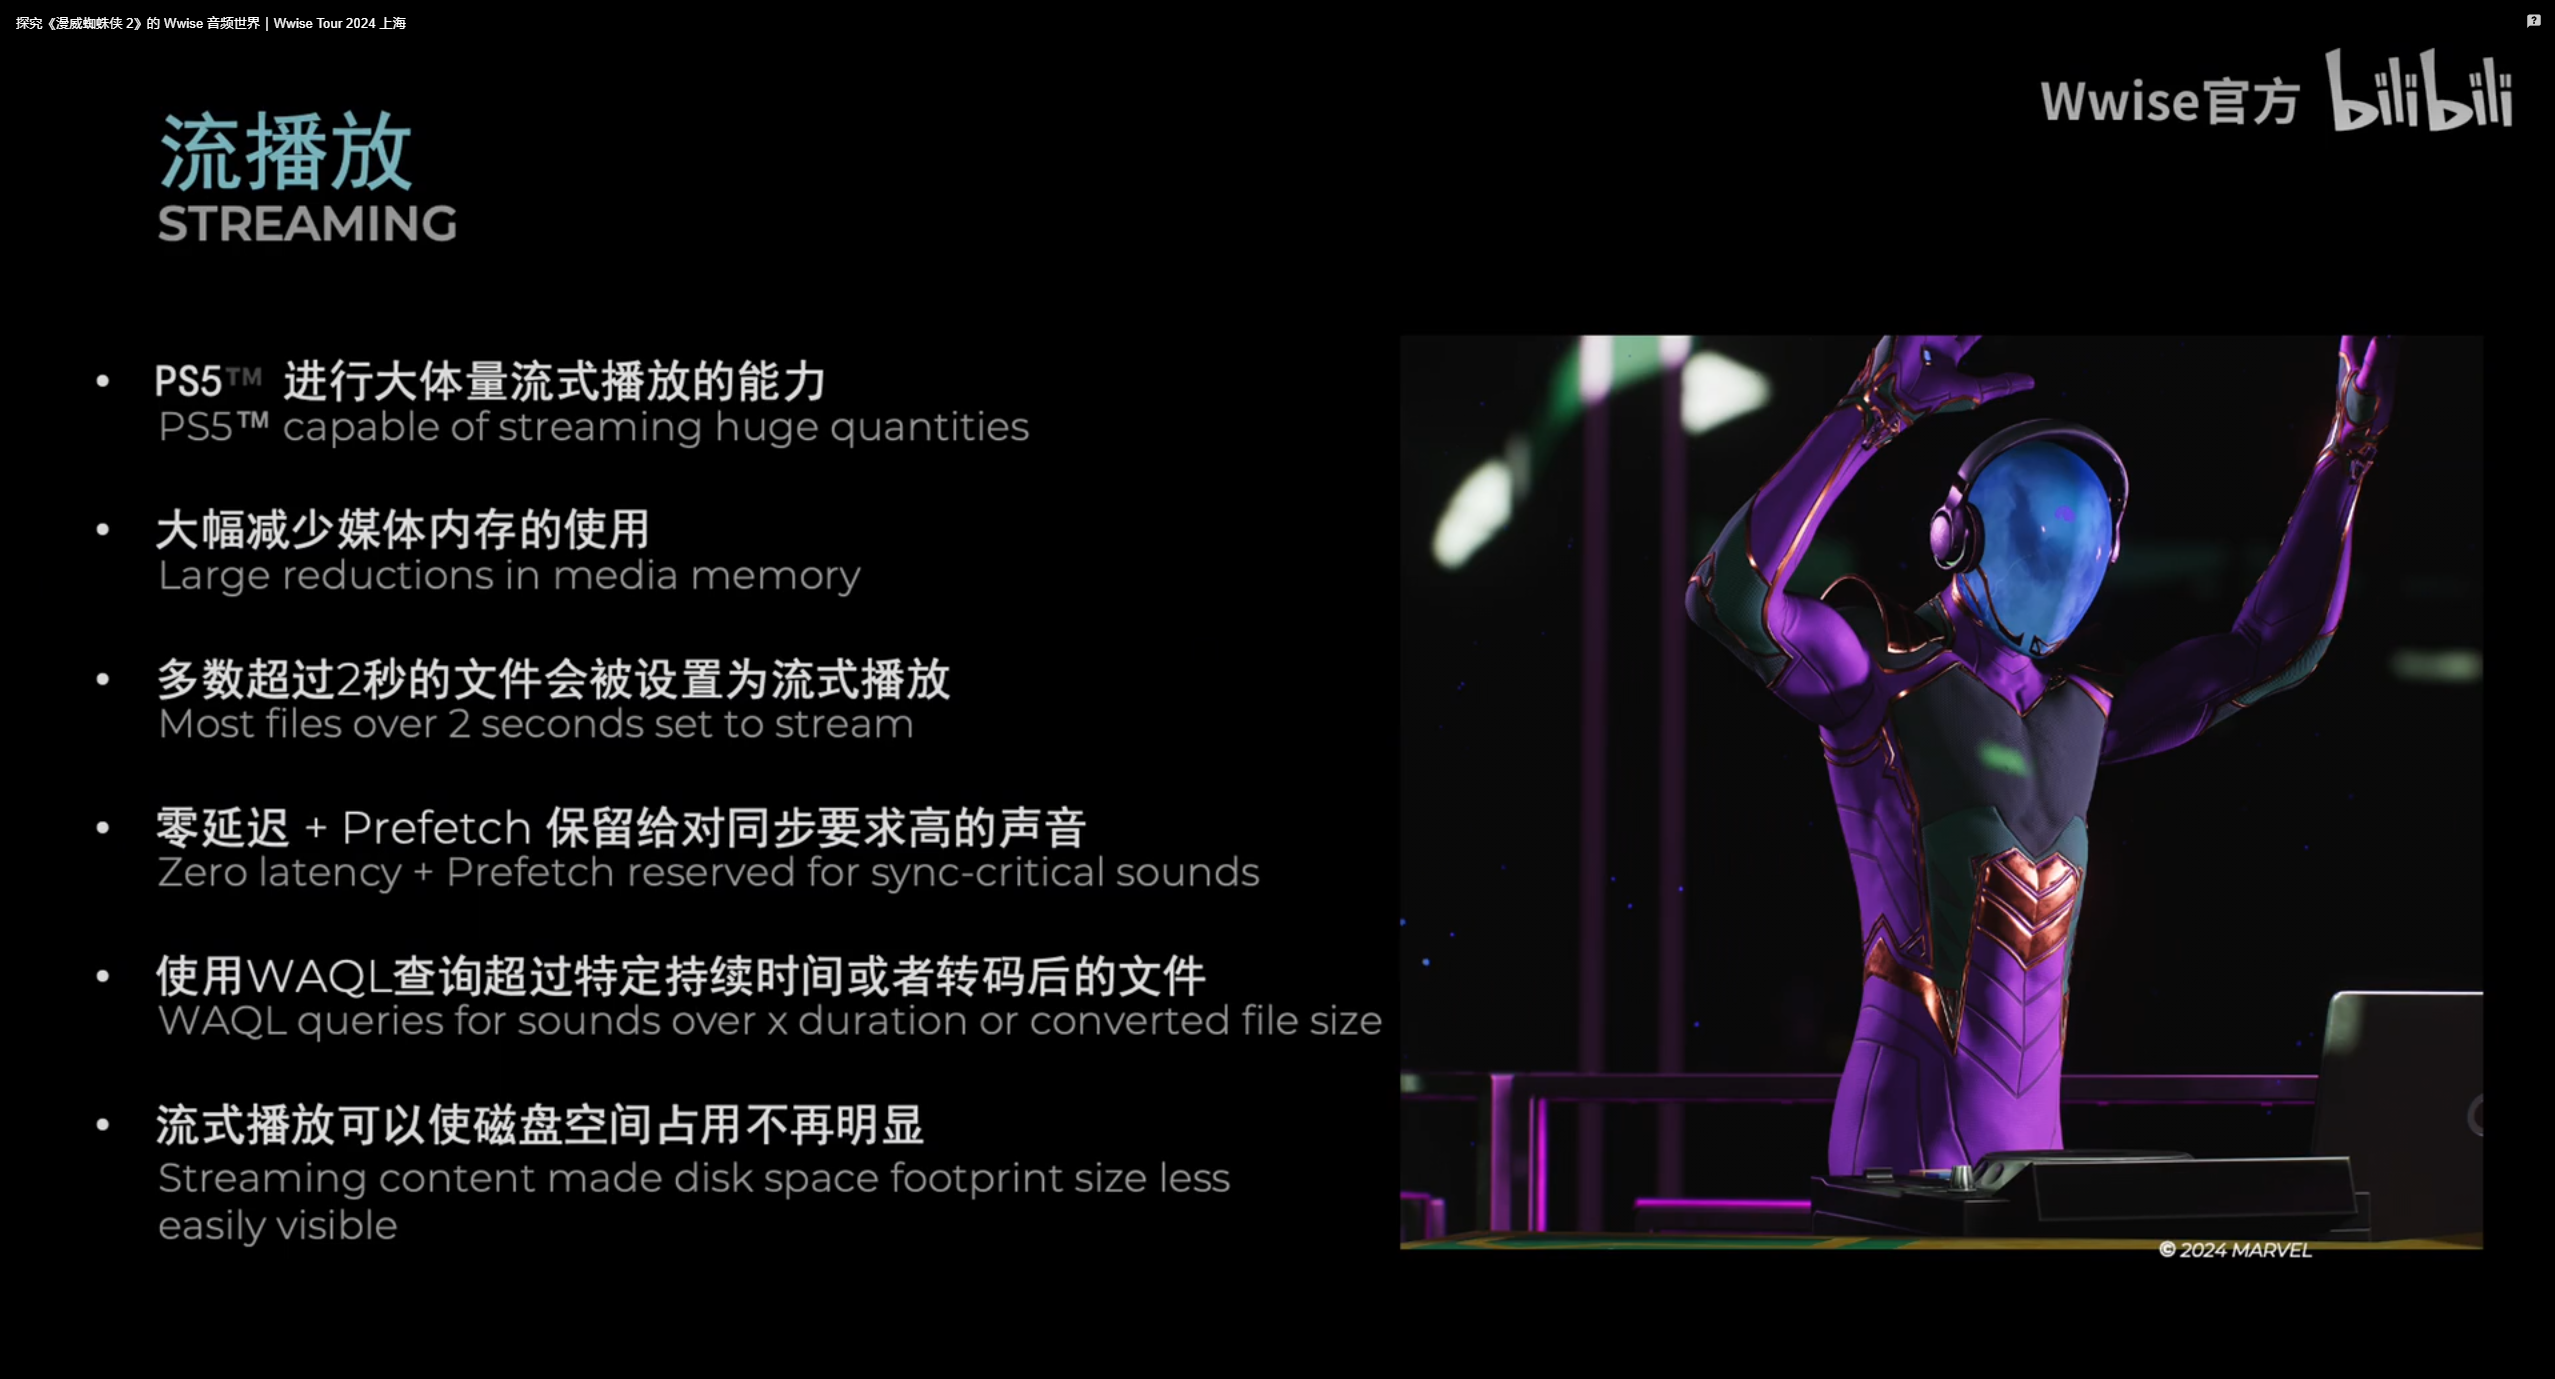 探究《漫威蜘蛛侠 2》的 Wwise 音频世界｜Wwise Tour 2024 上海
Wwise官方 bilibili
流播放
STREAMING
• PS5™ 进行大体量流式播放的能力
PS5™ capable of streaming huge quantities
• 大幅减少媒体内存的使用
Large reductions in media memory
• 多数超过2秒的文件会被设置为流式播放
Most files over 2 seconds set to stream
• 零延迟 + Prefetch 保留给对同步要求高的声音
Zero latency + Prefetch reserved for sync-critical sounds
• 使用WAQL查询超过特定持续时间或者转码后的文件
WAQL queries for sounds over x duration or converted file size
• 流式播放可以使磁盘空间占用不再明显
Streaming content made disk space footprint size less
easily visible
© 2024 MARVEL